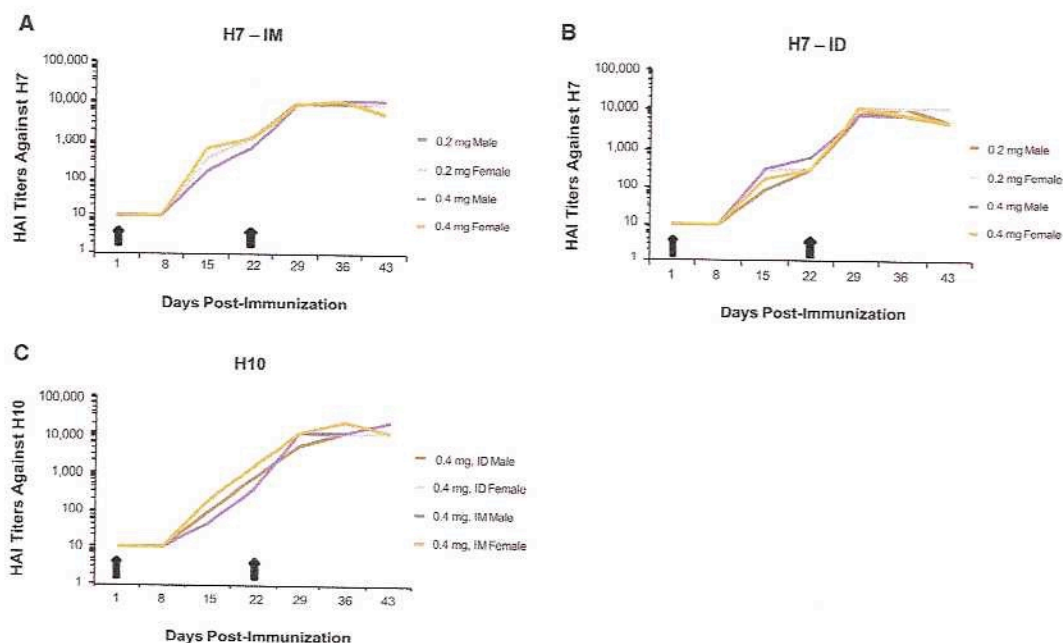 A
H7 – IM
HAI Titers Against H7
100,000
10,000
1,000
100
10
1
1 8 15 22 29 36 43
Days Post-Immunization
0.2 mg Male
0.2 mg Female
0.4 mg Male
0.4 mg Female
B
H7 – ID
HAI Titers Against H7
100,000
10,000
1,000
100
10
1
1 8 15 22 29 36 43
Days Post-Immunization
0.2 mg Male
0.2 mg Female
0.4 mg Male
0.4 mg Female
C
H10
HAI Titers Against H10
100,000
10,000
1,000
100
10
1
1 8 15 22 29 36 43
Days Post-Immunization
0.4 mg, ID Male
0.4 mg, ID Female
0.4 mg, IM Male
0.4 mg, IM Female